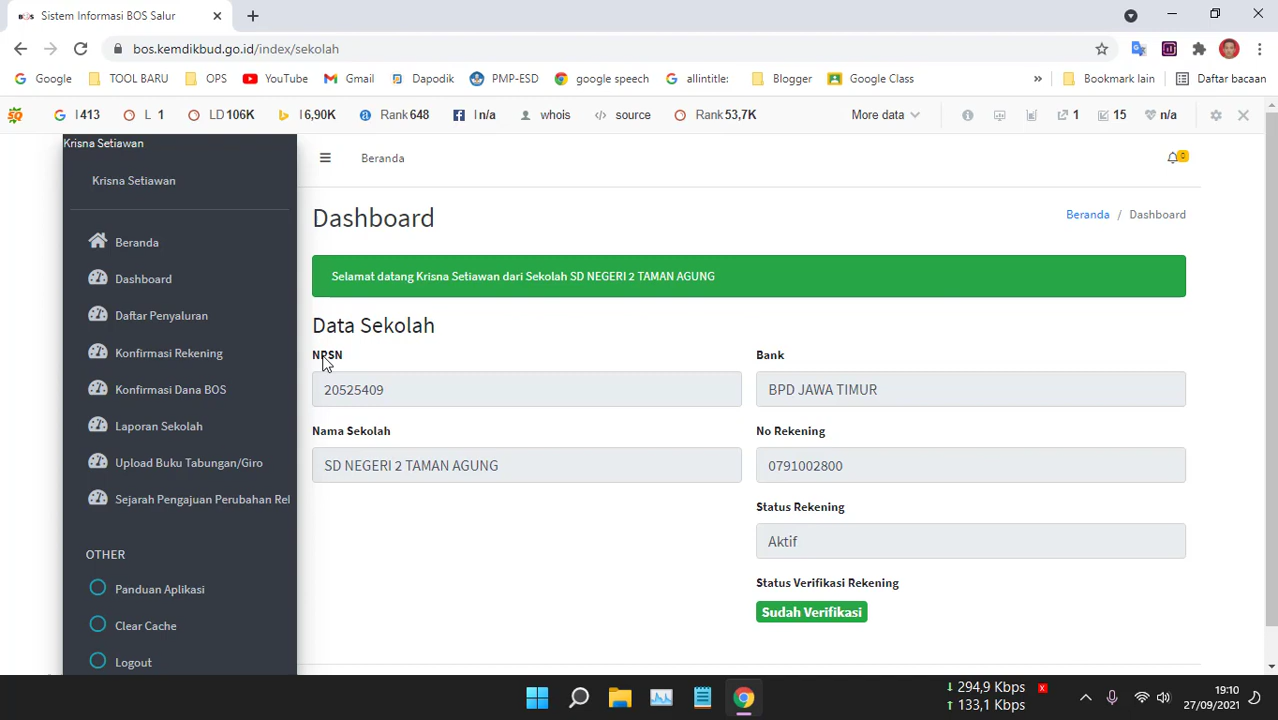 Sistem Informasi BOS Salur
bos.kemdikbud.go.id/index/sekolah
Google TOOL BARU OPS YouTube Gmail Dapodik PMP-ESD google speech allintitle: Blogger Google Class » Bookmark lain Daftar bacaan
SQ I 413 L 1 LD 106K I 6,90K Rank 648 I n/a whois source Rank 53,7K More data 1 15 n/a
Krisna Setiawan
Krisna Setiawan
Beranda
Dashboard
Daftar Penyaluran
Konfirmasi Rekening
Konfirmasi Dana BOS
Laporan Sekolah
Upload Buku Tabungan/Giro
Sejarah Pengajuan Perubahan Rel
OTHER
Panduan Aplikasi
Clear Cache
Logout
Beranda
0
Dashboard
Beranda / Dashboard
Selamat datang Krisna Setiawan dari Sekolah SD NEGERI 2 TAMAN AGUNG
Data Sekolah
NPSN
20525409
Nama Sekolah
SD NEGERI 2 TAMAN AGUNG
Bank
BPD JAWA TIMUR
No Rekening
0791002800
Status Rekening
Aktif
Status Verifikasi Rekening
Sudah Verifikasi
294,9 Kbps
133,1 Kbps
19:10
27/09/2021